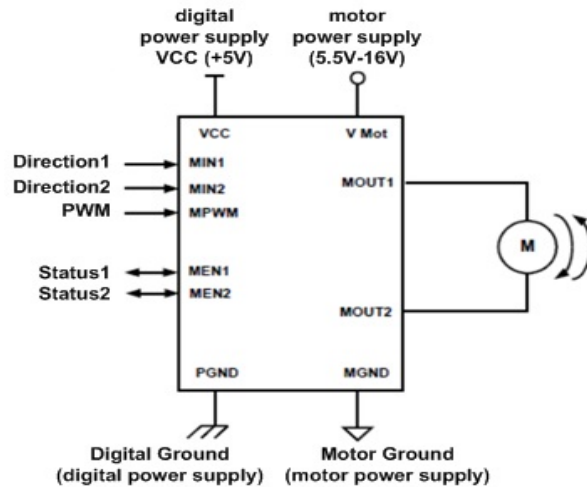 digital
power supply
VCC (+5V)
motor
power supply
(5.5V-16V)
VCC
V Mot
Direction1
MIN1
Direction2
MIN2
PWM
MPWM
MOUT1
M
Status1
MEN1
Status2
MEN2
MOUT2
PGND
MGND
Digital Ground
(digital power supply)
Motor Ground
(motor power supply)